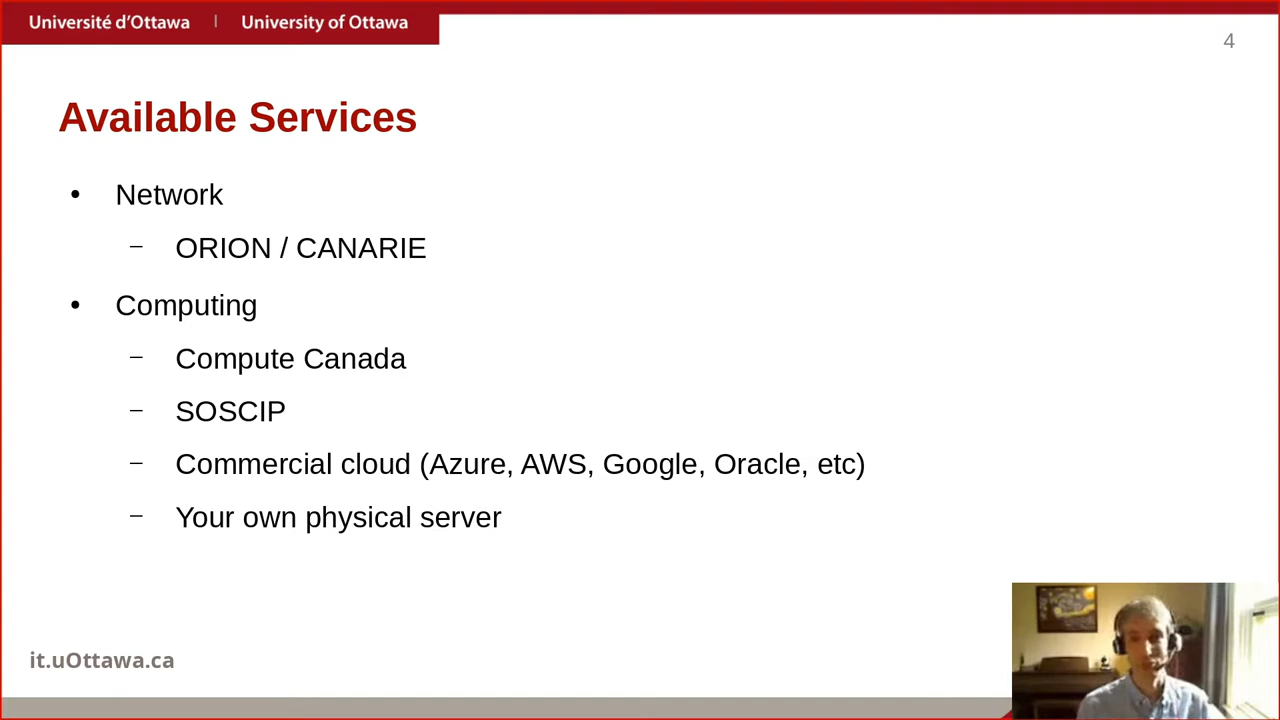 Université d'Ottawa | University of Ottawa
4
Available Services
• Network
– ORION / CANARIE
• Computing
– Compute Canada
– SOSCIP
– Commercial cloud (Azure, AWS, Google, Oracle, etc)
– Your own physical server
it.uOttawa.ca